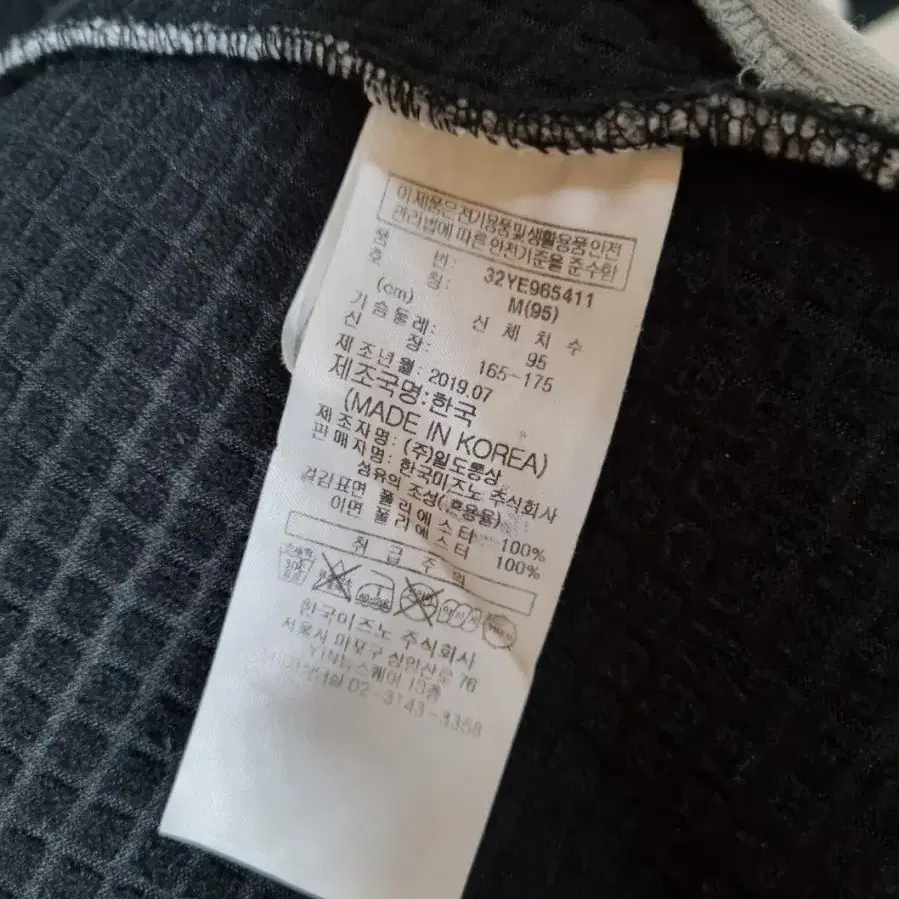 이 제품은 전기용품 및 생활용품 안전
관리법에 따른 안전기준을 준수함
품 번: 32YE965411
호 칭: M(95)
(cm) 신 체 치 수
가슴둘레: 95
신 장: 165-175
제조년월: 2019.07
제조국명: 한국
(MADE IN KOREA)
제조자명: (주)일도통상
판매자명: 한국미즈노 주식회사
섬유의 조성(혼용율)
겉감표면 폴리에스터 100%
이면 폴리에스터 100%
취 급 주 의
한국미즈노 주식회사
서울시 마포구 성암산로 76
스퀘어 13층
02-3143-3358